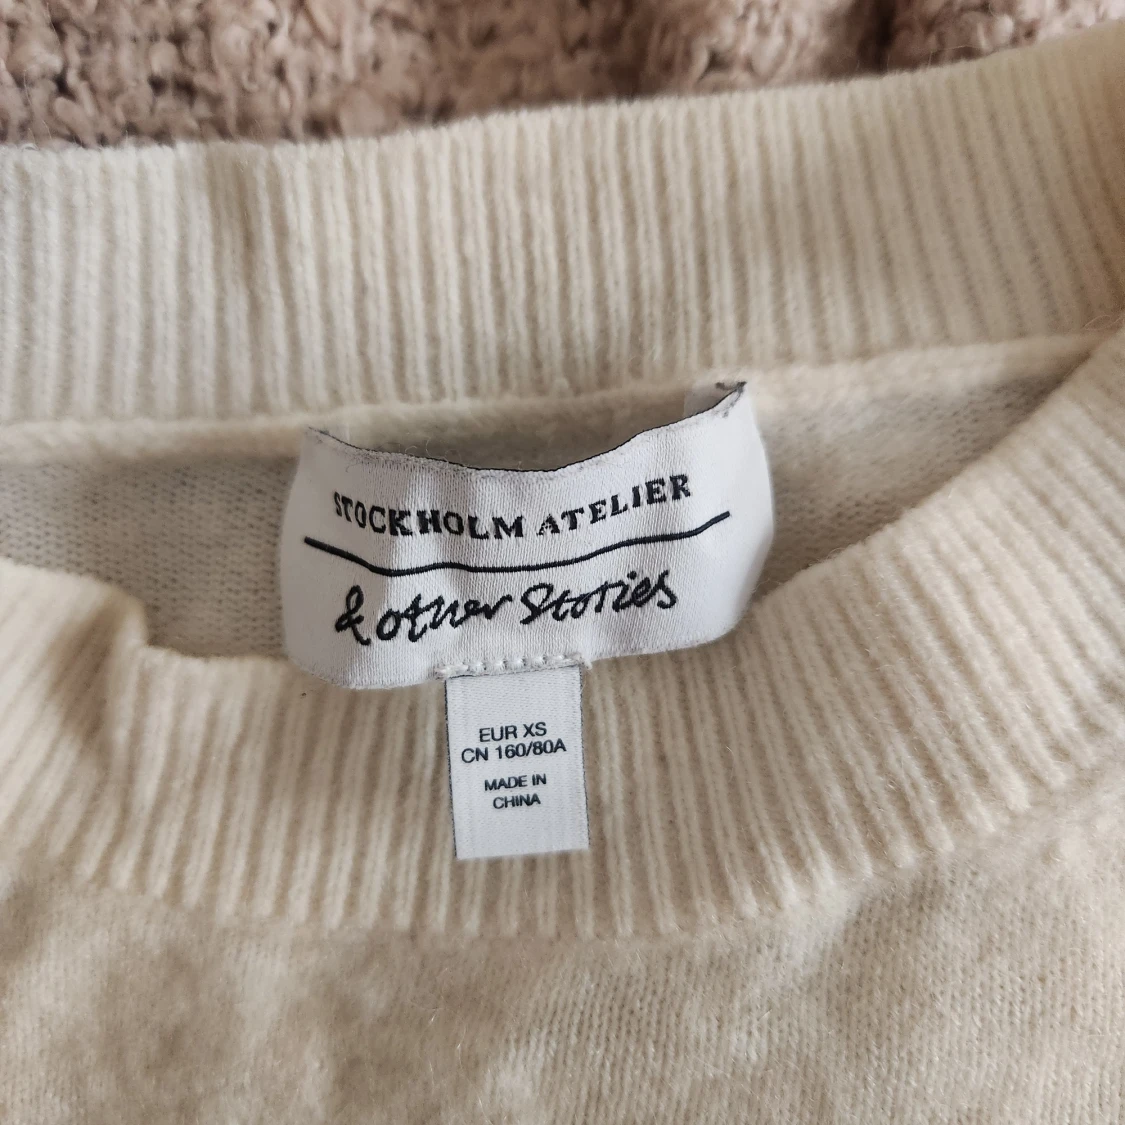 STOCKHOLM ATELIER
& other Stories
EUR XS
CN 160/80A
MADE IN
CHINA